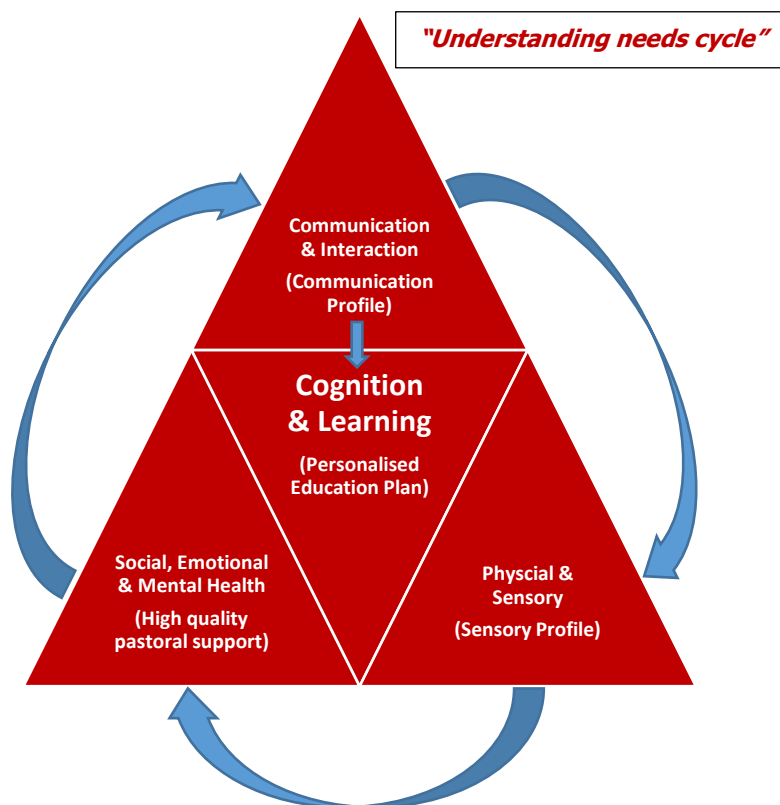 “Understanding needs cycle”
Communication
& Interaction
(Communication
Profile)
Cognition
& Learning
(Personalised
Education Plan)
Social, Emotional
& Mental Health
(High quality
pastoral support)
Physcial &
Sensory
(Sensory Profile)